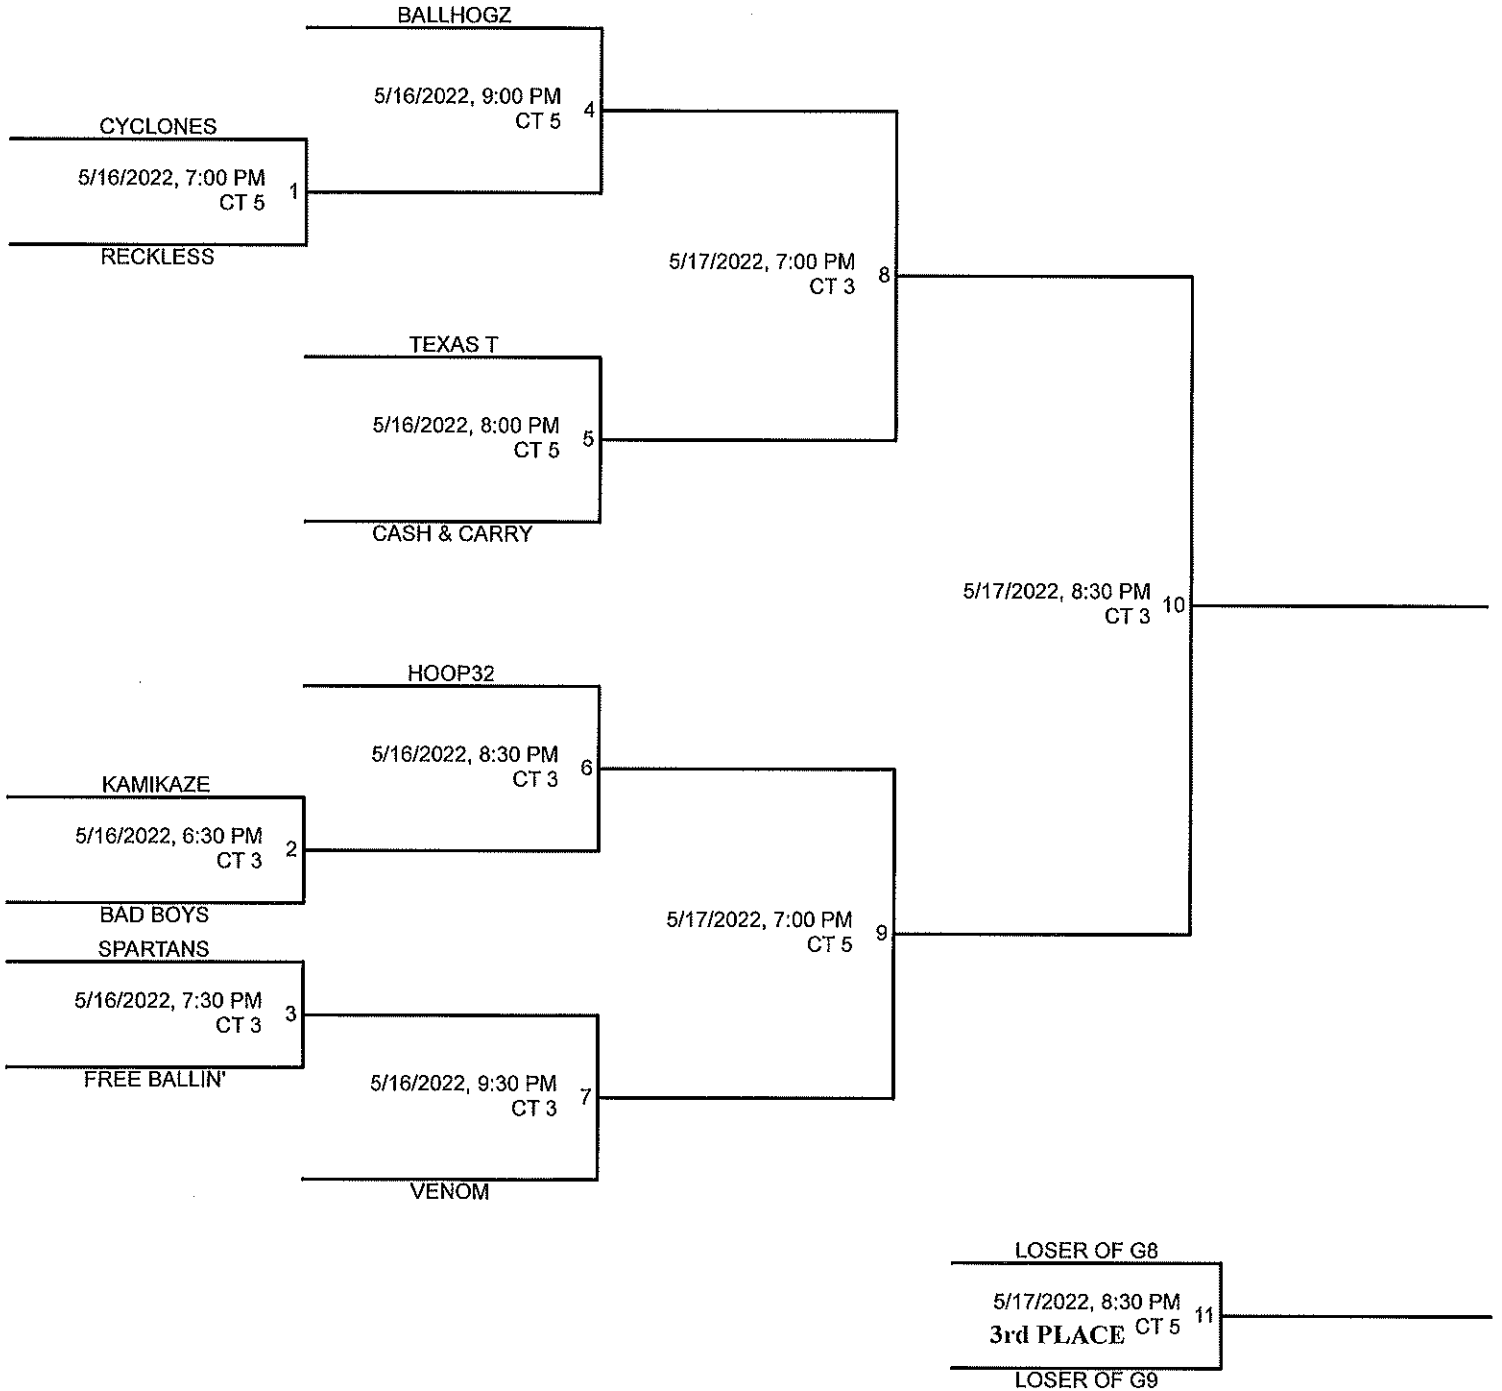 BALLHOGZ
5/16/2022, 9:00 PM
CT 5
4
CYCLONES
5/16/2022, 7:00 PM
CT 5
1
RECKLESS
5/17/2022, 7:00 PM
CT 3
8
TEXAS T
5/16/2022, 8:00 PM
CT 5
5
CASH & CARRY
5/17/2022, 8:30 PM
CT 3
10
HOOP32
5/16/2022, 8:30 PM
CT 3
6
KAMIKAZE
5/16/2022, 6:30 PM
CT 3
2
BAD BOYS
5/17/2022, 7:00 PM
CT 5
9
SPARTANS
5/16/2022, 7:30 PM
CT 3
3
FREE BALLIN'
5/16/2022, 9:30 PM
CT 3
7
VENOM
LOSER OF G8
5/17/2022, 8:30 PM
11
3rd PLACE CT 5
LOSER OF G9